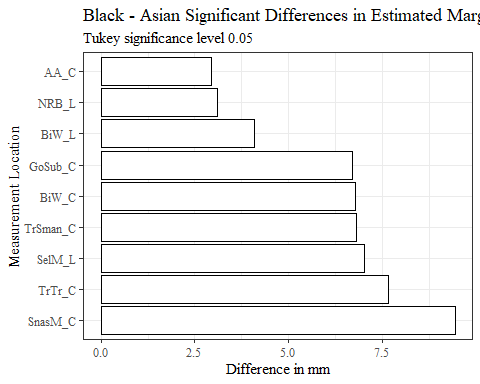 Black - Asian Significant Differences in Estimated
Tukey significance level 0.05
Measurement Location
AA_C
NRB_L
BiW_L
GoSub_C
BiW_C
TrSman_C
SelM_L
TrTr_C
SnasM_C
0.0 2.5 5.0 7.5
Difference in mm